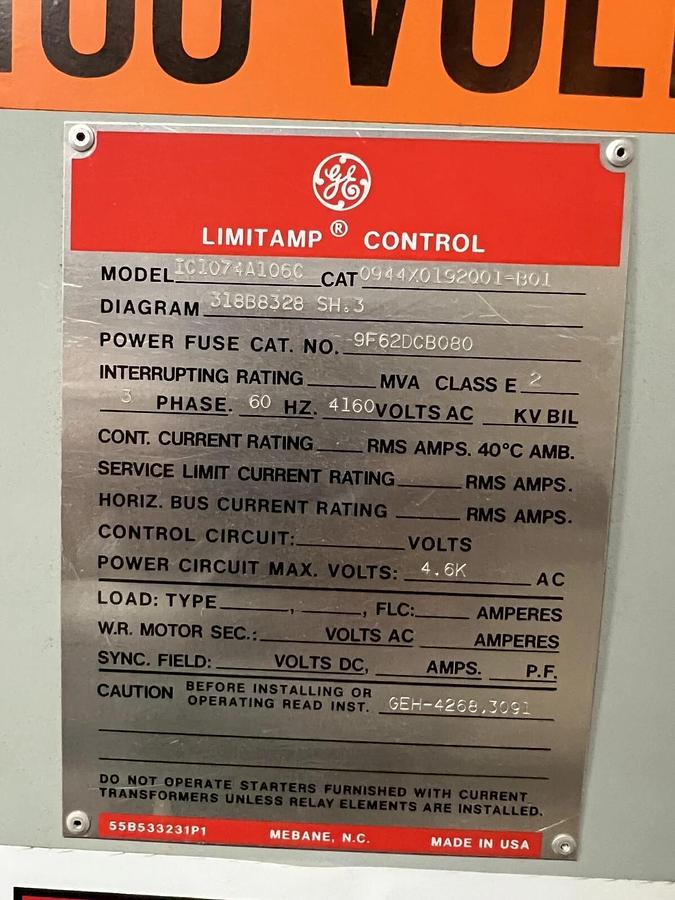 100 VOL
GE
LIMITAMP® CONTROL
MODEL IC1074A106C CAT 0944X0192Q01-B01
DIAGRAM 318B8328 SH.3
POWER FUSE CAT. NO. 9F62DCB080
INTERRUPTING RATING MVA CLASS E 2
3 PHASE. 60 HZ. 4160 VOLTS AC KV BIL
CONT. CURRENT RATING RMS AMPS. 40°C AMB.
SERVICE LIMIT CURRENT RATING RMS AMPS.
HORIZ. BUS CURRENT RATING RMS AMPS.
CONTROL CIRCUIT: VOLTS
POWER CIRCUIT MAX. VOLTS: 4.6K AC
LOAD: TYPE , , FLC: AMPERES
W.R. MOTOR SEC.: VOLTS AC AMPERES
SYNC. FIELD: VOLTS DC, AMPS. P.F.
CAUTION BEFORE INSTALLING OR
OPERATING READ INST. GEH-4268,3091
DO NOT OPERATE STARTERS FURNISHED WITH CURRENT
TRANSFORMERS UNLESS RELAY ELEMENTS ARE INSTALLED.
55B533231P1 MEBANE, N.C. MADE IN USA